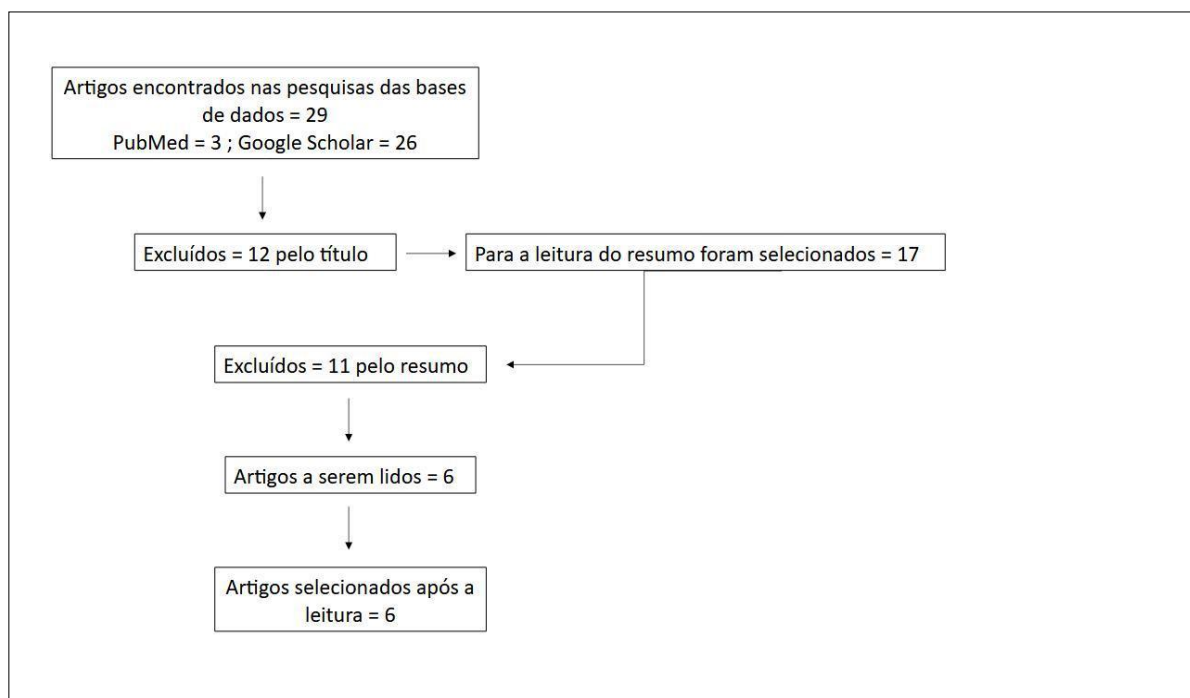 Artigos encontrados nas pesquisas das bases
de dados = 29
PubMed = 3 ; Google Scholar = 26
Excluídos = 12 pelo título
Para a leitura do resumo foram selecionados = 17
Excluídos = 11 pelo resumo
Artigos a serem lidos = 6
Artigos selecionados após a
leitura = 6